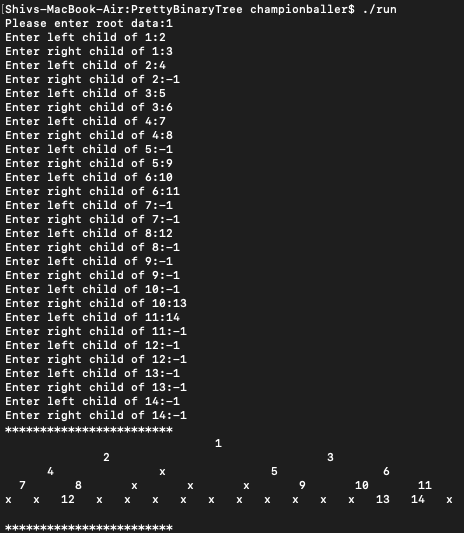 [Shivs-MacBook-Air:PrettyBinaryTree championballer$ ./run
Please enter root data:1
Enter left child of 1:2
Enter right child of 1:3
Enter left child of 2:4
Enter right child of 2:-1
Enter left child of 3:5
Enter right child of 3:6
Enter left child of 4:7
Enter right child of 4:8
Enter left child of 5:-1
Enter right child of 5:9
Enter left child of 6:10
Enter right child of 6:11
Enter left child of 7:-1
Enter right child of 7:-1
Enter left child of 8:12
Enter right child of 8:-1
Enter left child of 9:-1
Enter right child of 9:-1
Enter left child of 10:-1
Enter right child of 10:13
Enter left child of 11:14
Enter right child of 11:-1
Enter left child of 12:-1
Enter right child of 12:-1
Enter left child of 13:-1
Enter right child of 13:-1
Enter left child of 14:-1
Enter right child of 14:-1
************************
1
2 3
4 x 5 6
7 8 x x x 9 10 11
x x 12 x x x x x x x x x x 13 14 x
************************